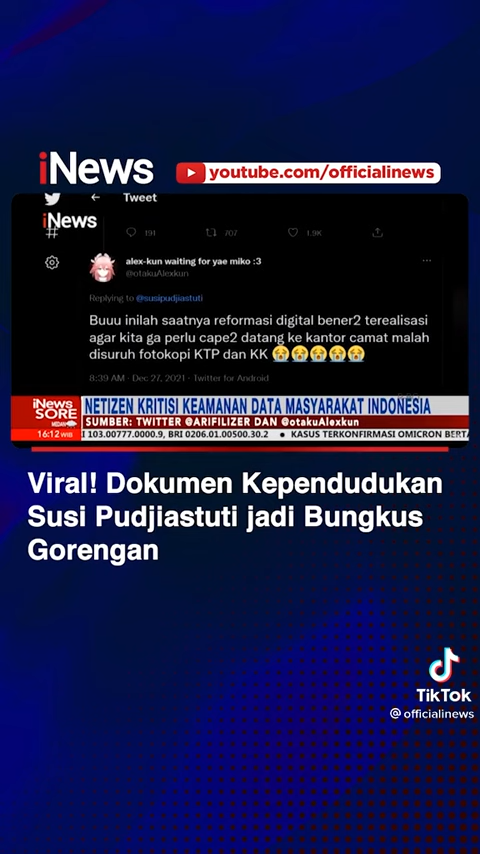 iNews
youtube.com/officialinews
Tweet
iNews
191 707 1.9K
alex-kun waiting for yae miko :3
@otakuAlexkun
Replying to @susipudjiastuti
Buuu inilah saatnya reformasi digital bener2 terealisasi
agar kita ga perlu cape2 datang ke kantor camat malah
disuruh fotokopi KTP dan KK 😭😭😭😭😭
8:39 AM · Dec 27, 2021 · Twitter for Android
iNews
SORE
MEDAN
NETIZEN KRITISI KEAMANAN DATA MASYARAKAT INDONESIA
SUMBER: TWITTER @ARIFILIZER DAN @otakuAlexkun
16:12 WIB
103.00777.0000.9, BRI 0206.01.00500.30.2 • KASUS TERKONFIRMASI OMICRON BERTA
Viral! Dokumen Kependudukan
Susi Pudjiastuti jadi Bungkus
Gorengan
TikTok
@officialinews